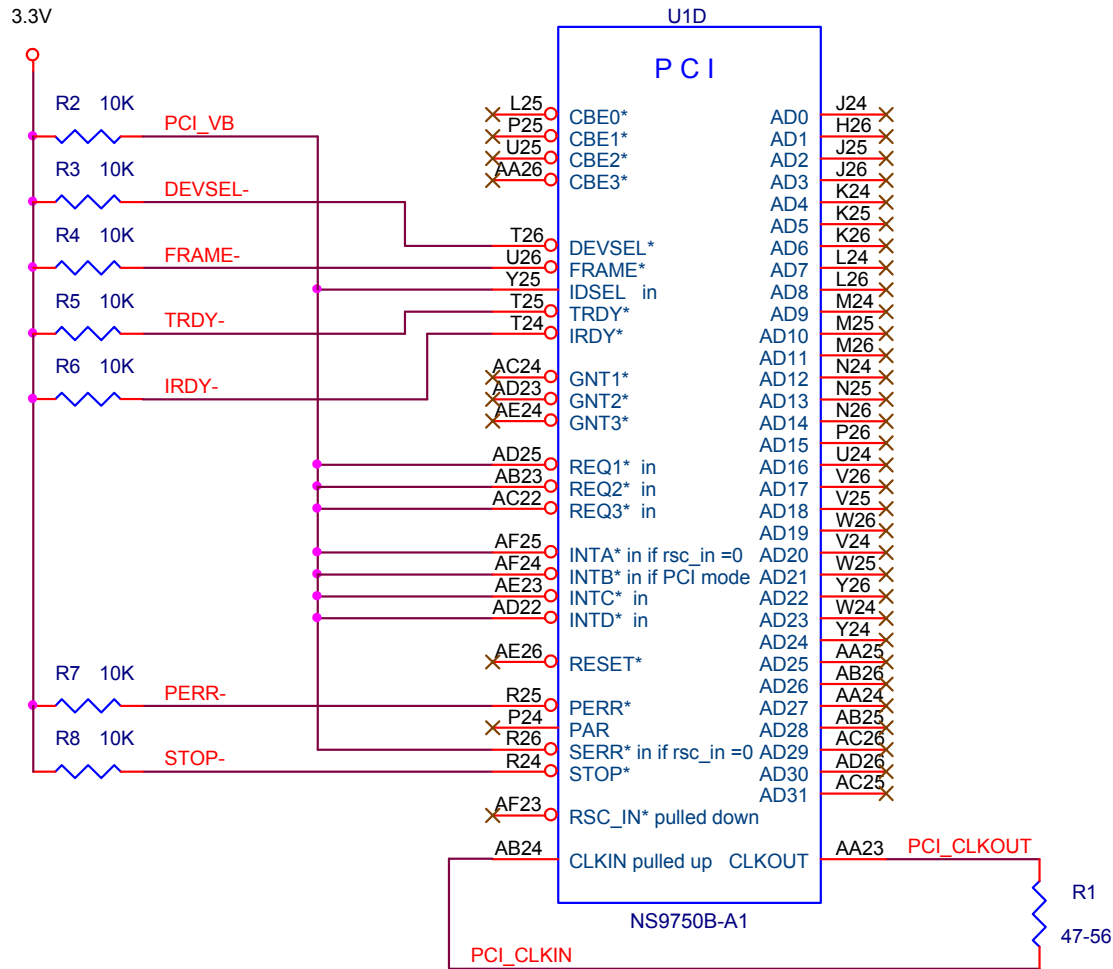 3.3V
U1D
PCI
R2 10K
PCI_VB
R3 10K
DEVSEL-
R4 10K
FRAME-
R5 10K
TRDY-
R6 10K
IRDY-
R7 10K
PERR-
R8 10K
STOP-
L25 CBE0*
P25 CBE1*
U25 CBE2*
AA26 CBE3*
T26 DEVSEL*
U26 FRAME*
Y25 IDSEL in
T25 TRDY*
T24 IRDY*
AC24 GNT1*
AD23 GNT2*
AE24 GNT3*
AD25 REQ1* in
AB23 REQ2* in
AC22 REQ3* in
AF25 INTA* in if rsc_in =0
AF24 INTB* in if PCI mode
AE23 INTC* in
AD22 INTD* in
AE26 RESET*
R25 PERR*
P24 PAR
R26 SERR* in if rsc_in =0
R24 STOP*
AF23 RSC_IN* pulled down
AB24 CLKIN pulled up
AD0 J24
AD1 H26
AD2 J25
AD3 J26
AD4 K24
AD5 K25
AD6 K26
AD7 L24
AD8 L26
AD9 M24
AD10 M25
AD11 M26
AD12 N24
AD13 N25
AD14 N26
AD15 P26
AD16 U24
AD17 V26
AD18 V25
AD19 W26
AD20 V24
AD21 W25
AD22 Y26
AD23 W24
AD24 Y24
AD25 AA25
AD26 AB26
AD27 AA24
AD28 AB25
AD29 AC26
AD30 AD26
AD31 AC25
CLKOUT AA23
PCI_CLKOUT
R1
47-56
NS9750B-A1
PCI_CLKIN